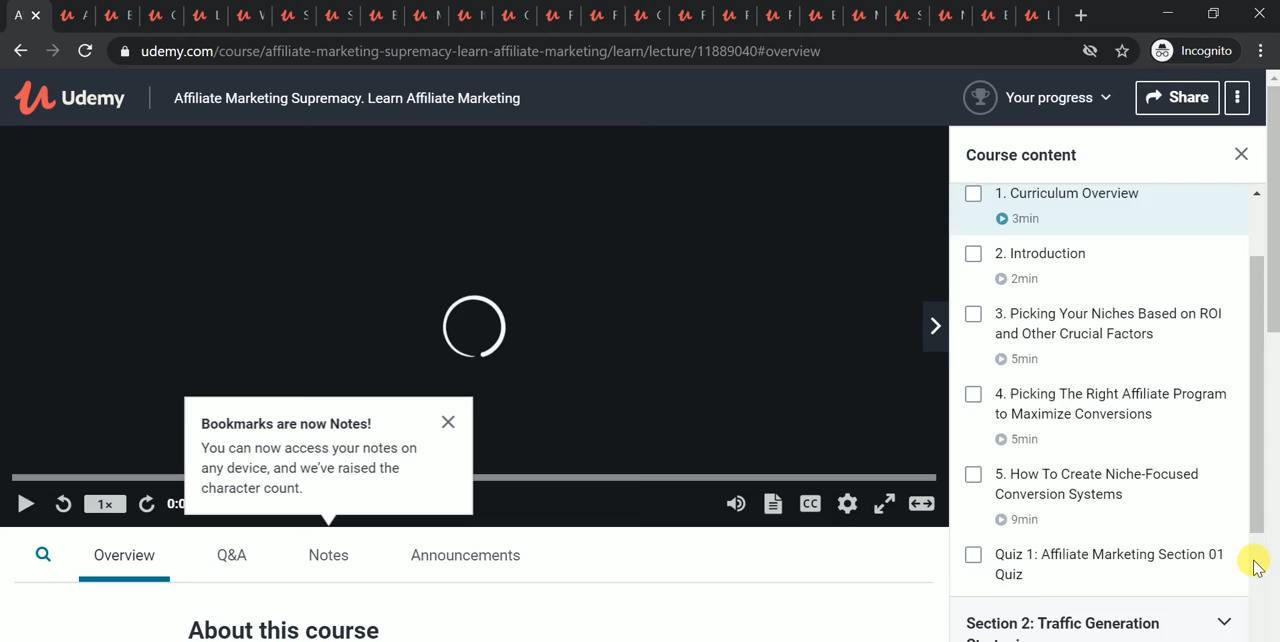 udemy.com/course/affiliate-marketing-supremacy-learn-affiliate-marketing/learn/lecture/11889040#overview
Incognito
Udemy
Affiliate Marketing Supremacy. Learn Affiliate Marketing
Your progress
Share
Course content
1. Curriculum Overview
3min
2. Introduction
2min
3. Picking Your Niches Based on ROI
and Other Crucial Factors
5min
4. Picking The Right Affiliate Program
to Maximize Conversions
5min
5. How To Create Niche-Focused
Conversion Systems
9min
Quiz 1: Affiliate Marketing Section 01
Quiz
Section 2: Traffic Generation
Bookmarks are now Notes!
You can now access your notes on
any device, and we've raised the
character count.
1x
CC
Overview
Q&A
Notes
Announcements
About this course